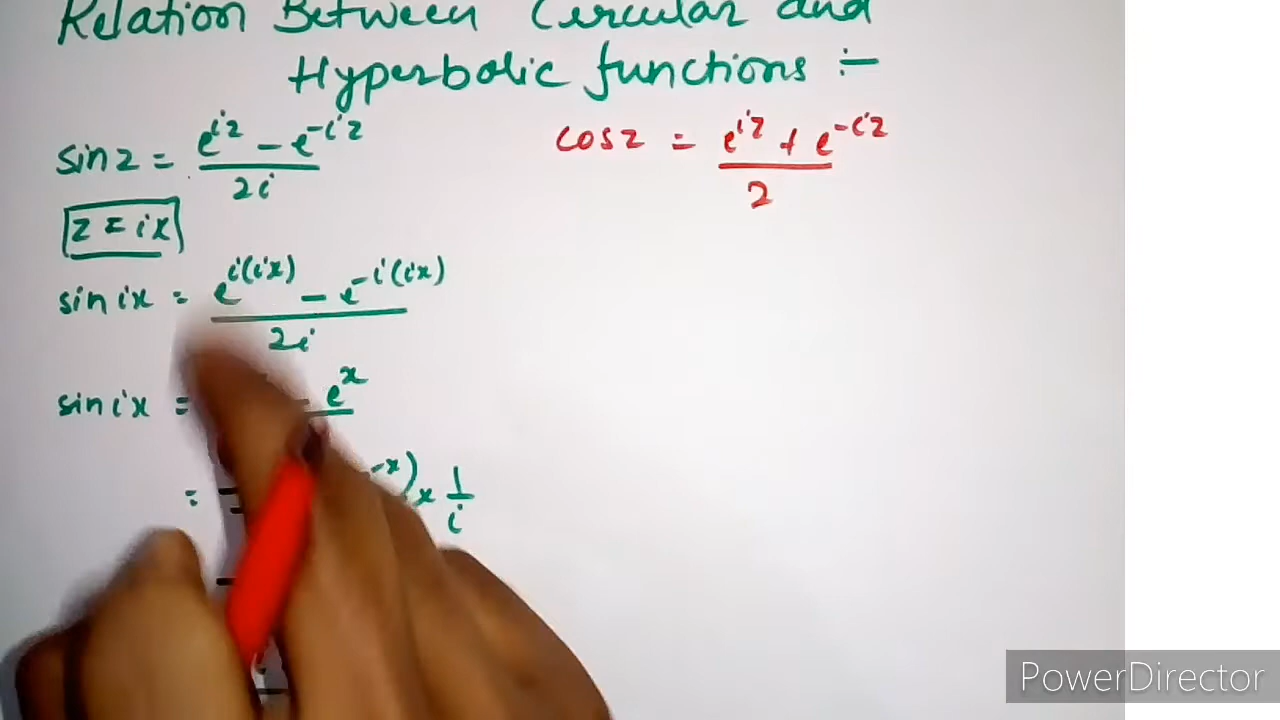 Relation Between Circular and
Hyperbolic functions :-
sin z = e^{iz} - e^{-iz} / 2i
cos z = e^{iz} + e^{-iz} / 2
z = ix
sin ix = e^{i(ix)} - e^{-i(ix)} / 2i
sin ix = - e^x
= - -x) x 1/i
PowerDirector